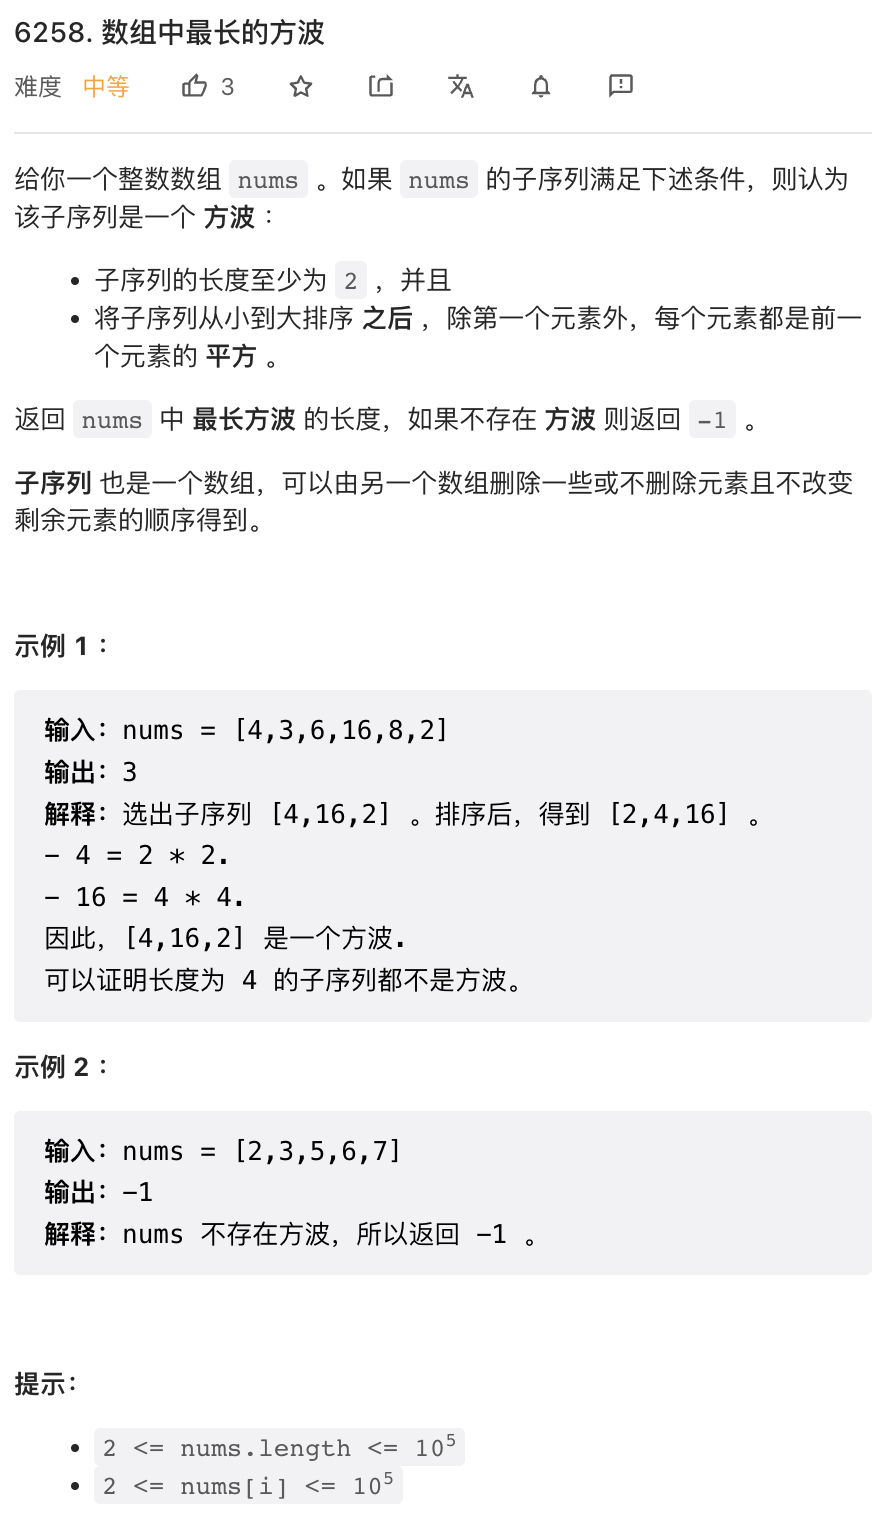 6258. 数组中最长的方波
难度 中等 3
给你一个整数数组 nums 。如果 nums 的子序列满足下述条件，则认为
该子序列是一个 方波 ：
• 子序列的长度至少为 2 ，并且
• 将子序列从小到大排序 之后 ，除第一个元素外，每个元素都是前一
个元素的 平方 。
返回 nums 中 最长方波 的长度，如果不存在 方波 则返回 -1 。
子序列 也是一个数组，可以由另一个数组删除一些或不删除元素且不改变
剩余元素的顺序得到。
示例 1 ：
输入：nums = [4,3,6,16,8,2]
输出：3
解释：选出子序列 [4,16,2] 。排序后，得到 [2,4,16] 。
- 4 = 2 * 2.
- 16 = 4 * 4.
因此，[4,16,2] 是一个方波.
可以证明长度为 4 的子序列都不是方波。
示例 2 ：
输入：nums = [2,3,5,6,7]
输出：-1
解释：nums 不存在方波，所以返回 -1 。
提示：
• 2 <= nums.length <= 10⁵
• 2 <= nums[i] <= 10⁵